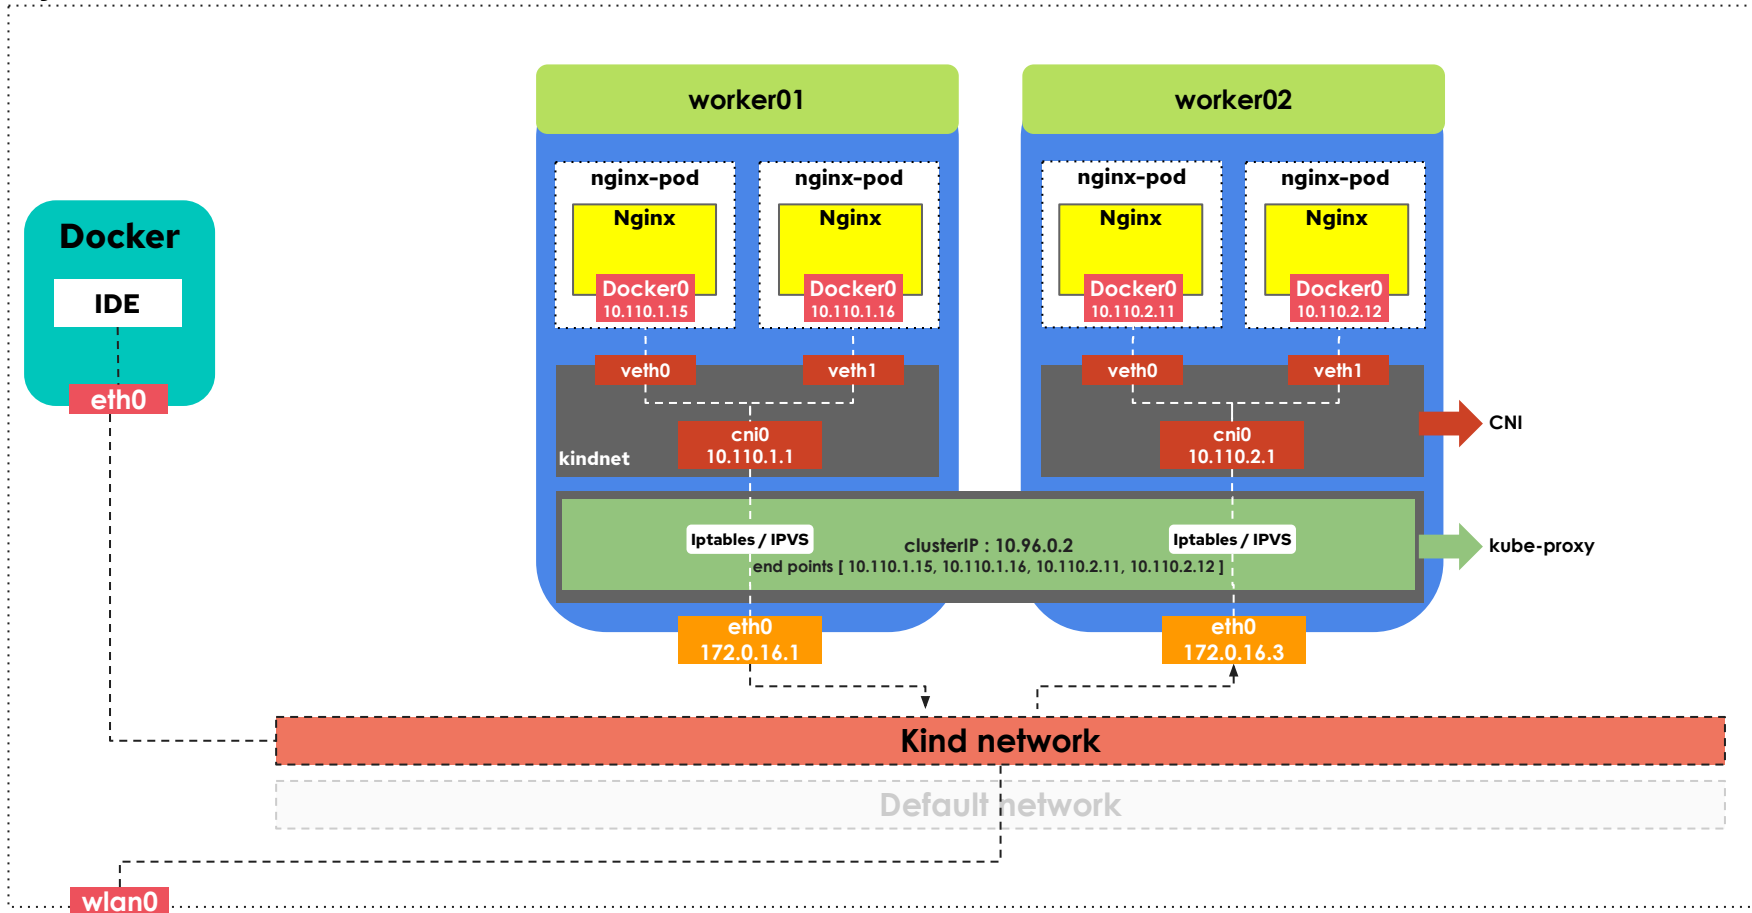 worker01
worker02
nginx-pod
nginx-pod
nginx-pod
nginx-pod
Nginx
Nginx
Nginx
Nginx
Docker
IDE
eth0
Docker0
10.110.1.15
Docker0
10.110.1.16
Docker0
10.110.2.11
Docker0
10.110.2.12
veth0
veth1
veth0
veth1
cni0
10.110.1.1
kindnet
cni0
10.110.2.1
CNI
Iptables / IPVS
Iptables / IPVS
clusterIP : 10.96.0.2
end points [ 10.110.1.15, 10.110.1.16, 10.110.2.11, 10.110.2.12 ]
kube-proxy
eth0
172.0.16.1
eth0
172.0.16.3
Kind network
Default network
wlan0